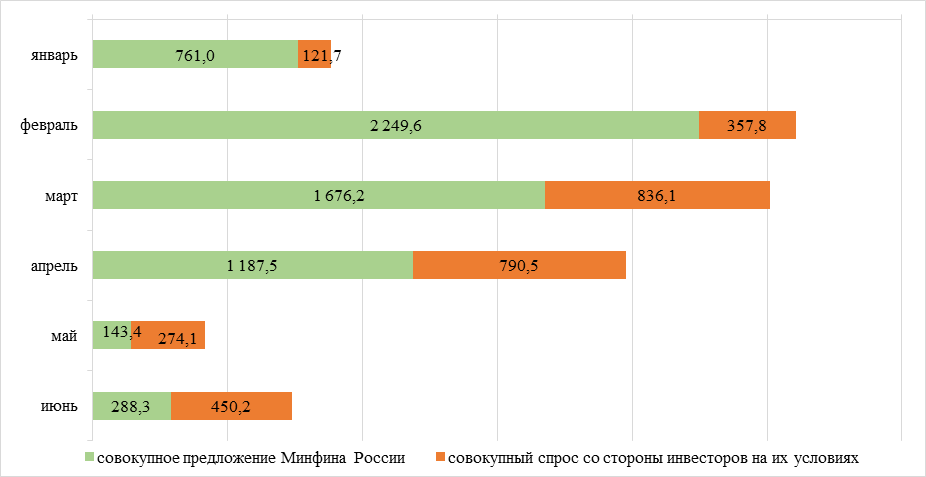 январь 761,0 121,7
февраль 2 249,6 357,8
март 1 676,2 836,1
апрель 1 187,5 790,5
май 143,4 274,1
июнь 288,3 450,2
совокупное предложение Минфина России совокупный спрос со стороны инвесторов на их условиях